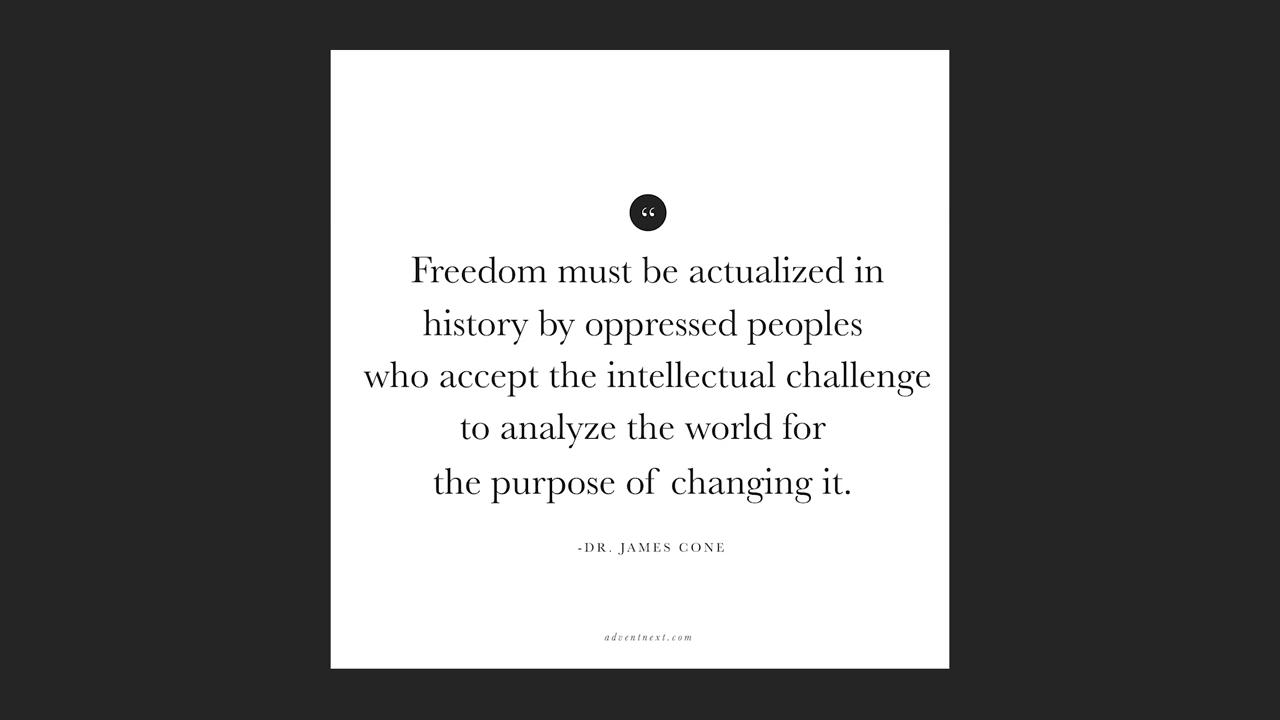 “
Freedom must be actualized in
history by oppressed peoples
who accept the intellectual challenge
to analyze the world for
the purpose of changing it.
-DR. JAMES CONE
adventnext.com